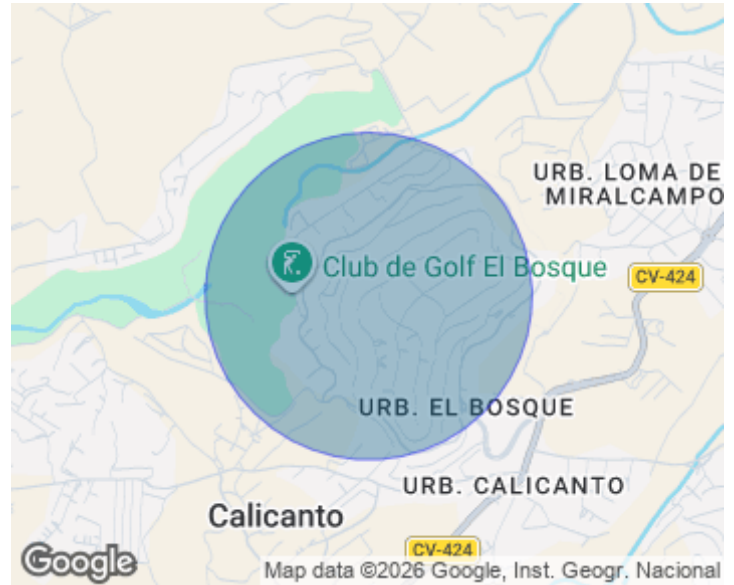 URB. LOMA DE
MIRALCAMPO
Club de Golf El Bosque
CV-424
URB. EL BOSQUE
URB. CALICANTO
Calicanto
CV-424
Google
Map data ©2026 Google, Inst. Geogr. Nacional